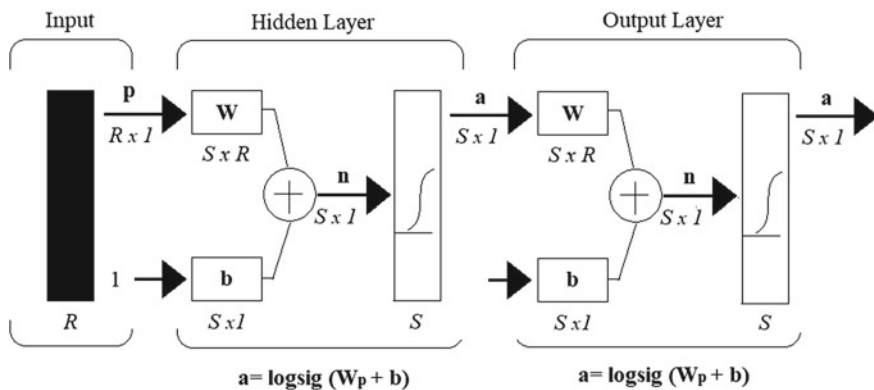 Input
Hidden Layer
Output Layer
p
R x 1
W
S x R
n
S x 1
1
b
S x1
R
S
a
S x 1
W
S x R
n
S x 1
b
S x1
S
a
S x 1
a= logsig (Wp + b)
a= logsig (Wp + b)